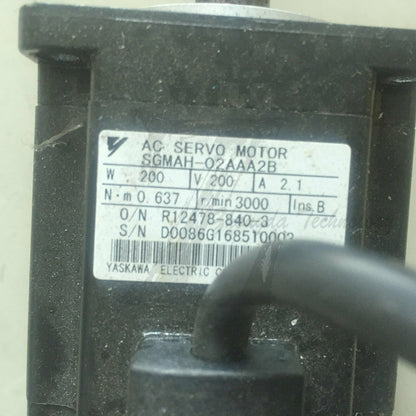 AC SERVO MOTOR
SGMAH-02AAA2B
W 200 V 200 A 2.1
N·m 0.637 r/min 3000 Ins. B
O/N R12478-840-3
S/N D0086G168510003
YASKAWA ELECTRIC